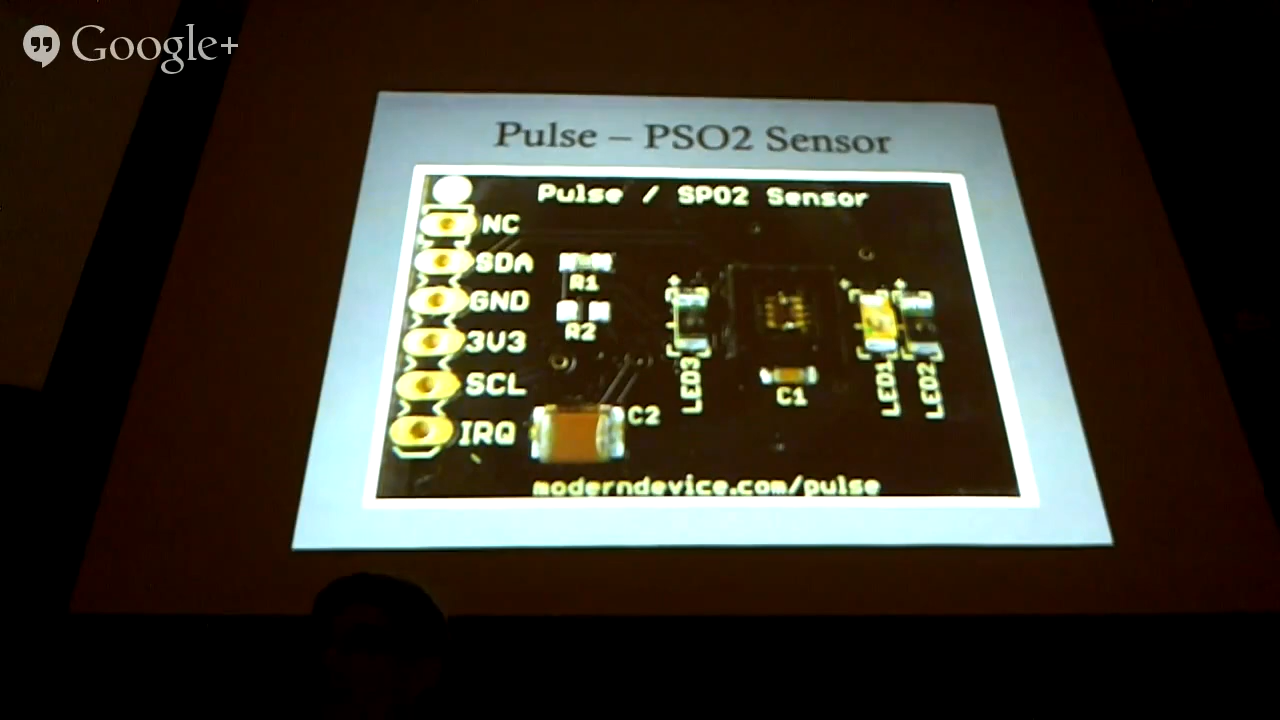 Google+
Pulse – PSO2 Sensor
Pulse / SPO2 Sensor
NC
SDA
R1
GND
R2
3V3
SCL
IRQ
C2
LED3
C1
LED1
LED2
moderndevice.com/pulse